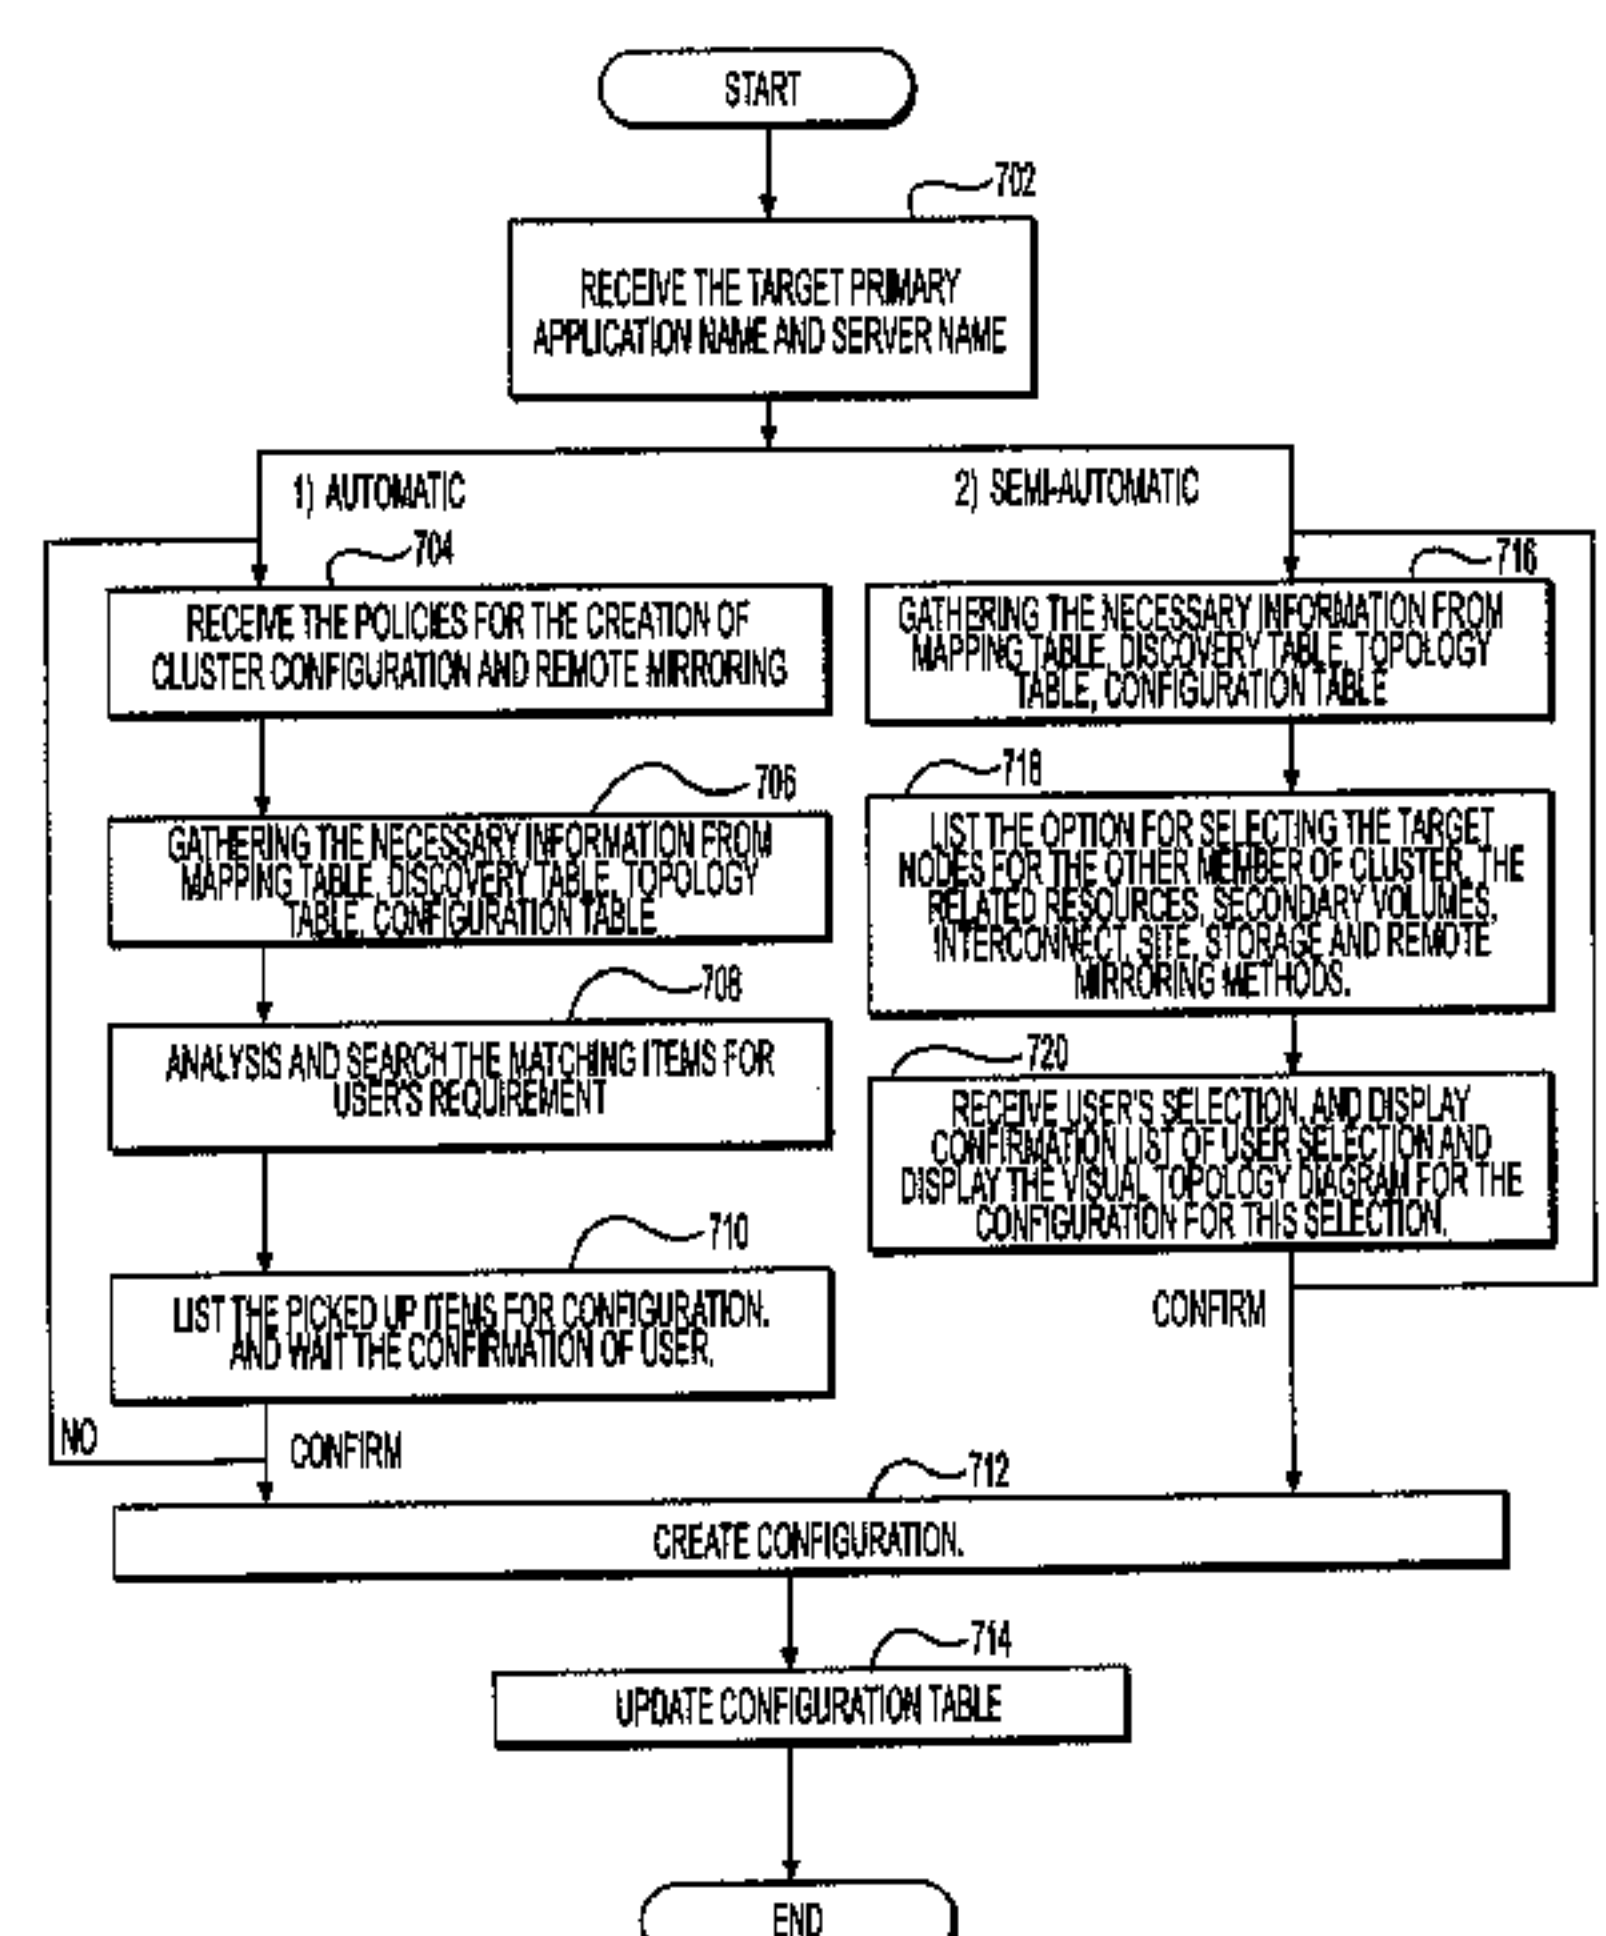 START
702
RECEIVE THE TARGET PRIMARY
APPLICATION NAME AND SERVER NAME
1) AUTOMATIC
704
RECEIVE THE POLICIES FOR THE CREATION OF
CLUSTER CONFIGURATION AND REMOTE MIRRORING
706
GATHERING THE NECESSARY INFORMATION FROM
MAPPING TABLE, DISCOVERY TABLE, TOPOLOGY
TABLE, CONFIGURATION TABLE
708
ANALYSIS AND SEARCH THE MATCHING ITEMS FOR
USER'S REQUIREMENT
710
LIST THE PICKED UP ITEMS FOR CONFIGURATION.
AND WAIT THE CONFIRMATION OF USER.
NO
CONFIRM
2) SEMI-AUTOMATIC
716
GATHERING THE NECESSARY INFORMATION FROM
MAPPING TABLE, DISCOVERY TABLE, TOPOLOGY
TABLE, CONFIGURATION TABLE
718
LIST THE OPTION FOR SELECTING THE TARGET
NODES FOR THE OTHER MEMBER OF CLUSTER, THE
RELATED RESOURCES, SECONDARY VOLUMES,
INTERCONNECT, SITE, STORAGE AND REMOTE
MIRRORING METHODS.
720
RECEIVE USER'S SELECTION, AND DISPLAY
CONFIRMATION LIST OF USER SELECTION AND
DISPLAY THE VISUAL TOPOLOGY DIAGRAM FOR THE
CONFIGURATION FOR THIS SELECTION.
CONFIRM
712
CREATE CONFIGURATION.
714
UPDATE CONFIGURATION TABLE
END